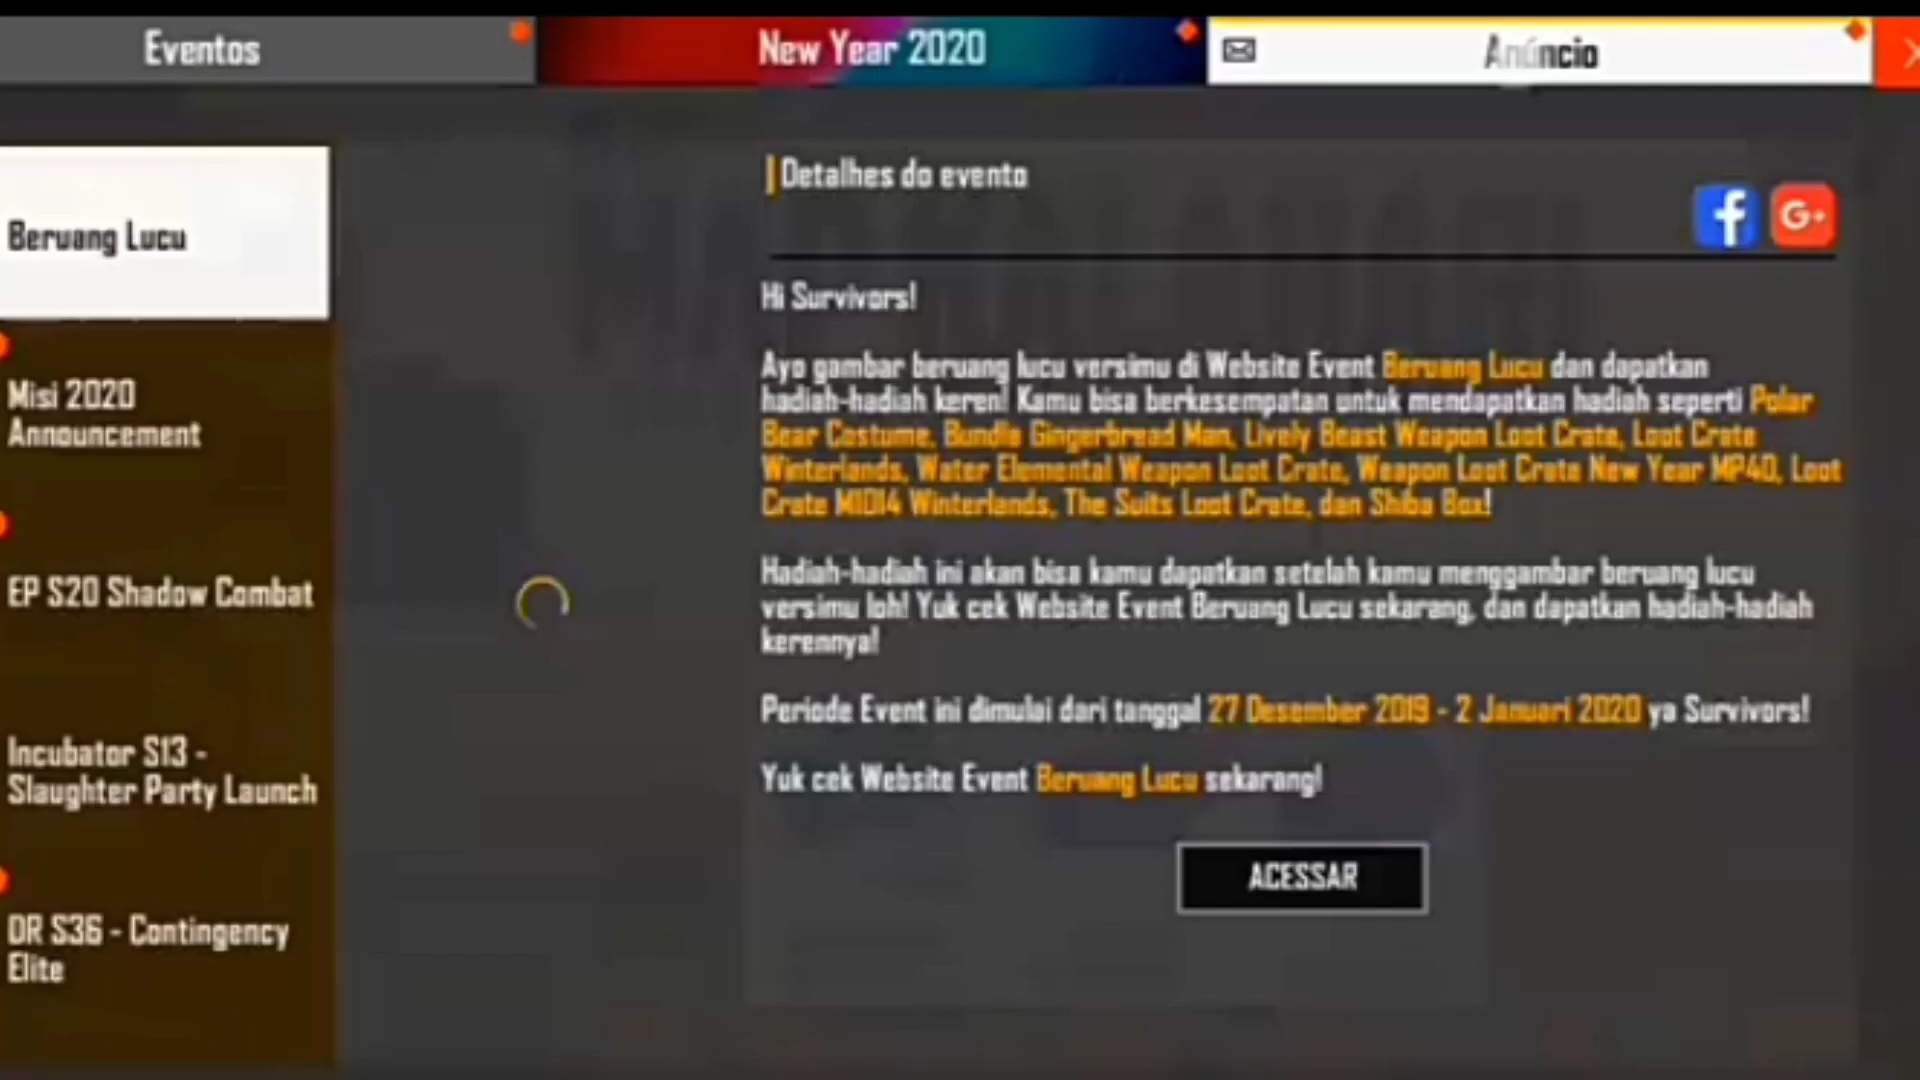 Eventos
New Year 2020
Anúncio
Beruang Lucu
Misi 2020
Announcement
EP S20 Shadow Combat
Incubator S13 -
Slaughter Party Launch
DR S36 - Contingency
Elite
Detalhes do evento
f G+
Hi Survivors!
Ayo gambar beruang lucu versimu di Website Event Beruang Lucu dan dapatkan
hadiah-hadiah keren! Kamu bisa berkesempatan untuk mendapatkan hadiah seperti Polar
Bear Costume, Bundle Gingerbread Man, Lively Beast Weapon Loot Crate, Loot Crate
Winterlands, Water Elemental Weapon Loot Crate, Weapon Loot Crate New Year MP40, Loot
Crate M1014 Winterlands, The Suits Loot Crate, dan Shiba Box!
Hadiah-hadiah ini akan bisa kamu dapatkan setelah kamu menggambar beruang lucu
versimu loh! Yuk cek Website Event Beruang Lucu sekarang, dan dapatkan hadiah-hadiah
kerennya!
Periode Event ini dimulai dari tanggal 27 Desember 2019 - 2 Januari 2020 ya Survivors!
Yuk cek Website Event Beruang Lucu sekarang!
ACESSAR